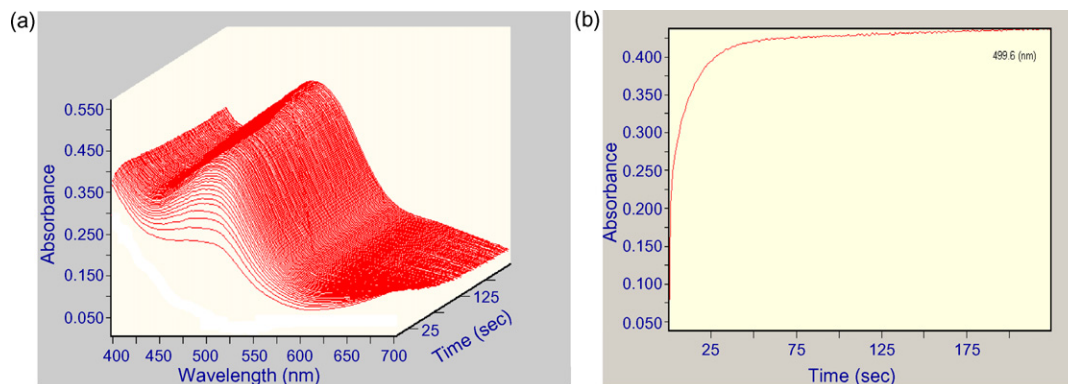 (a)
0.550
0.450
0.350
0.250
0.150
0.050
Absorbance
400 450 500 550 600 650 700
Wavelength (nm)
25
125
Time (sec)
(b)
499.6 (nm)
0.400
0.350
0.300
0.250
0.200
0.150
0.100
0.050
Absorbance
25 75 125 175
Time (sec)